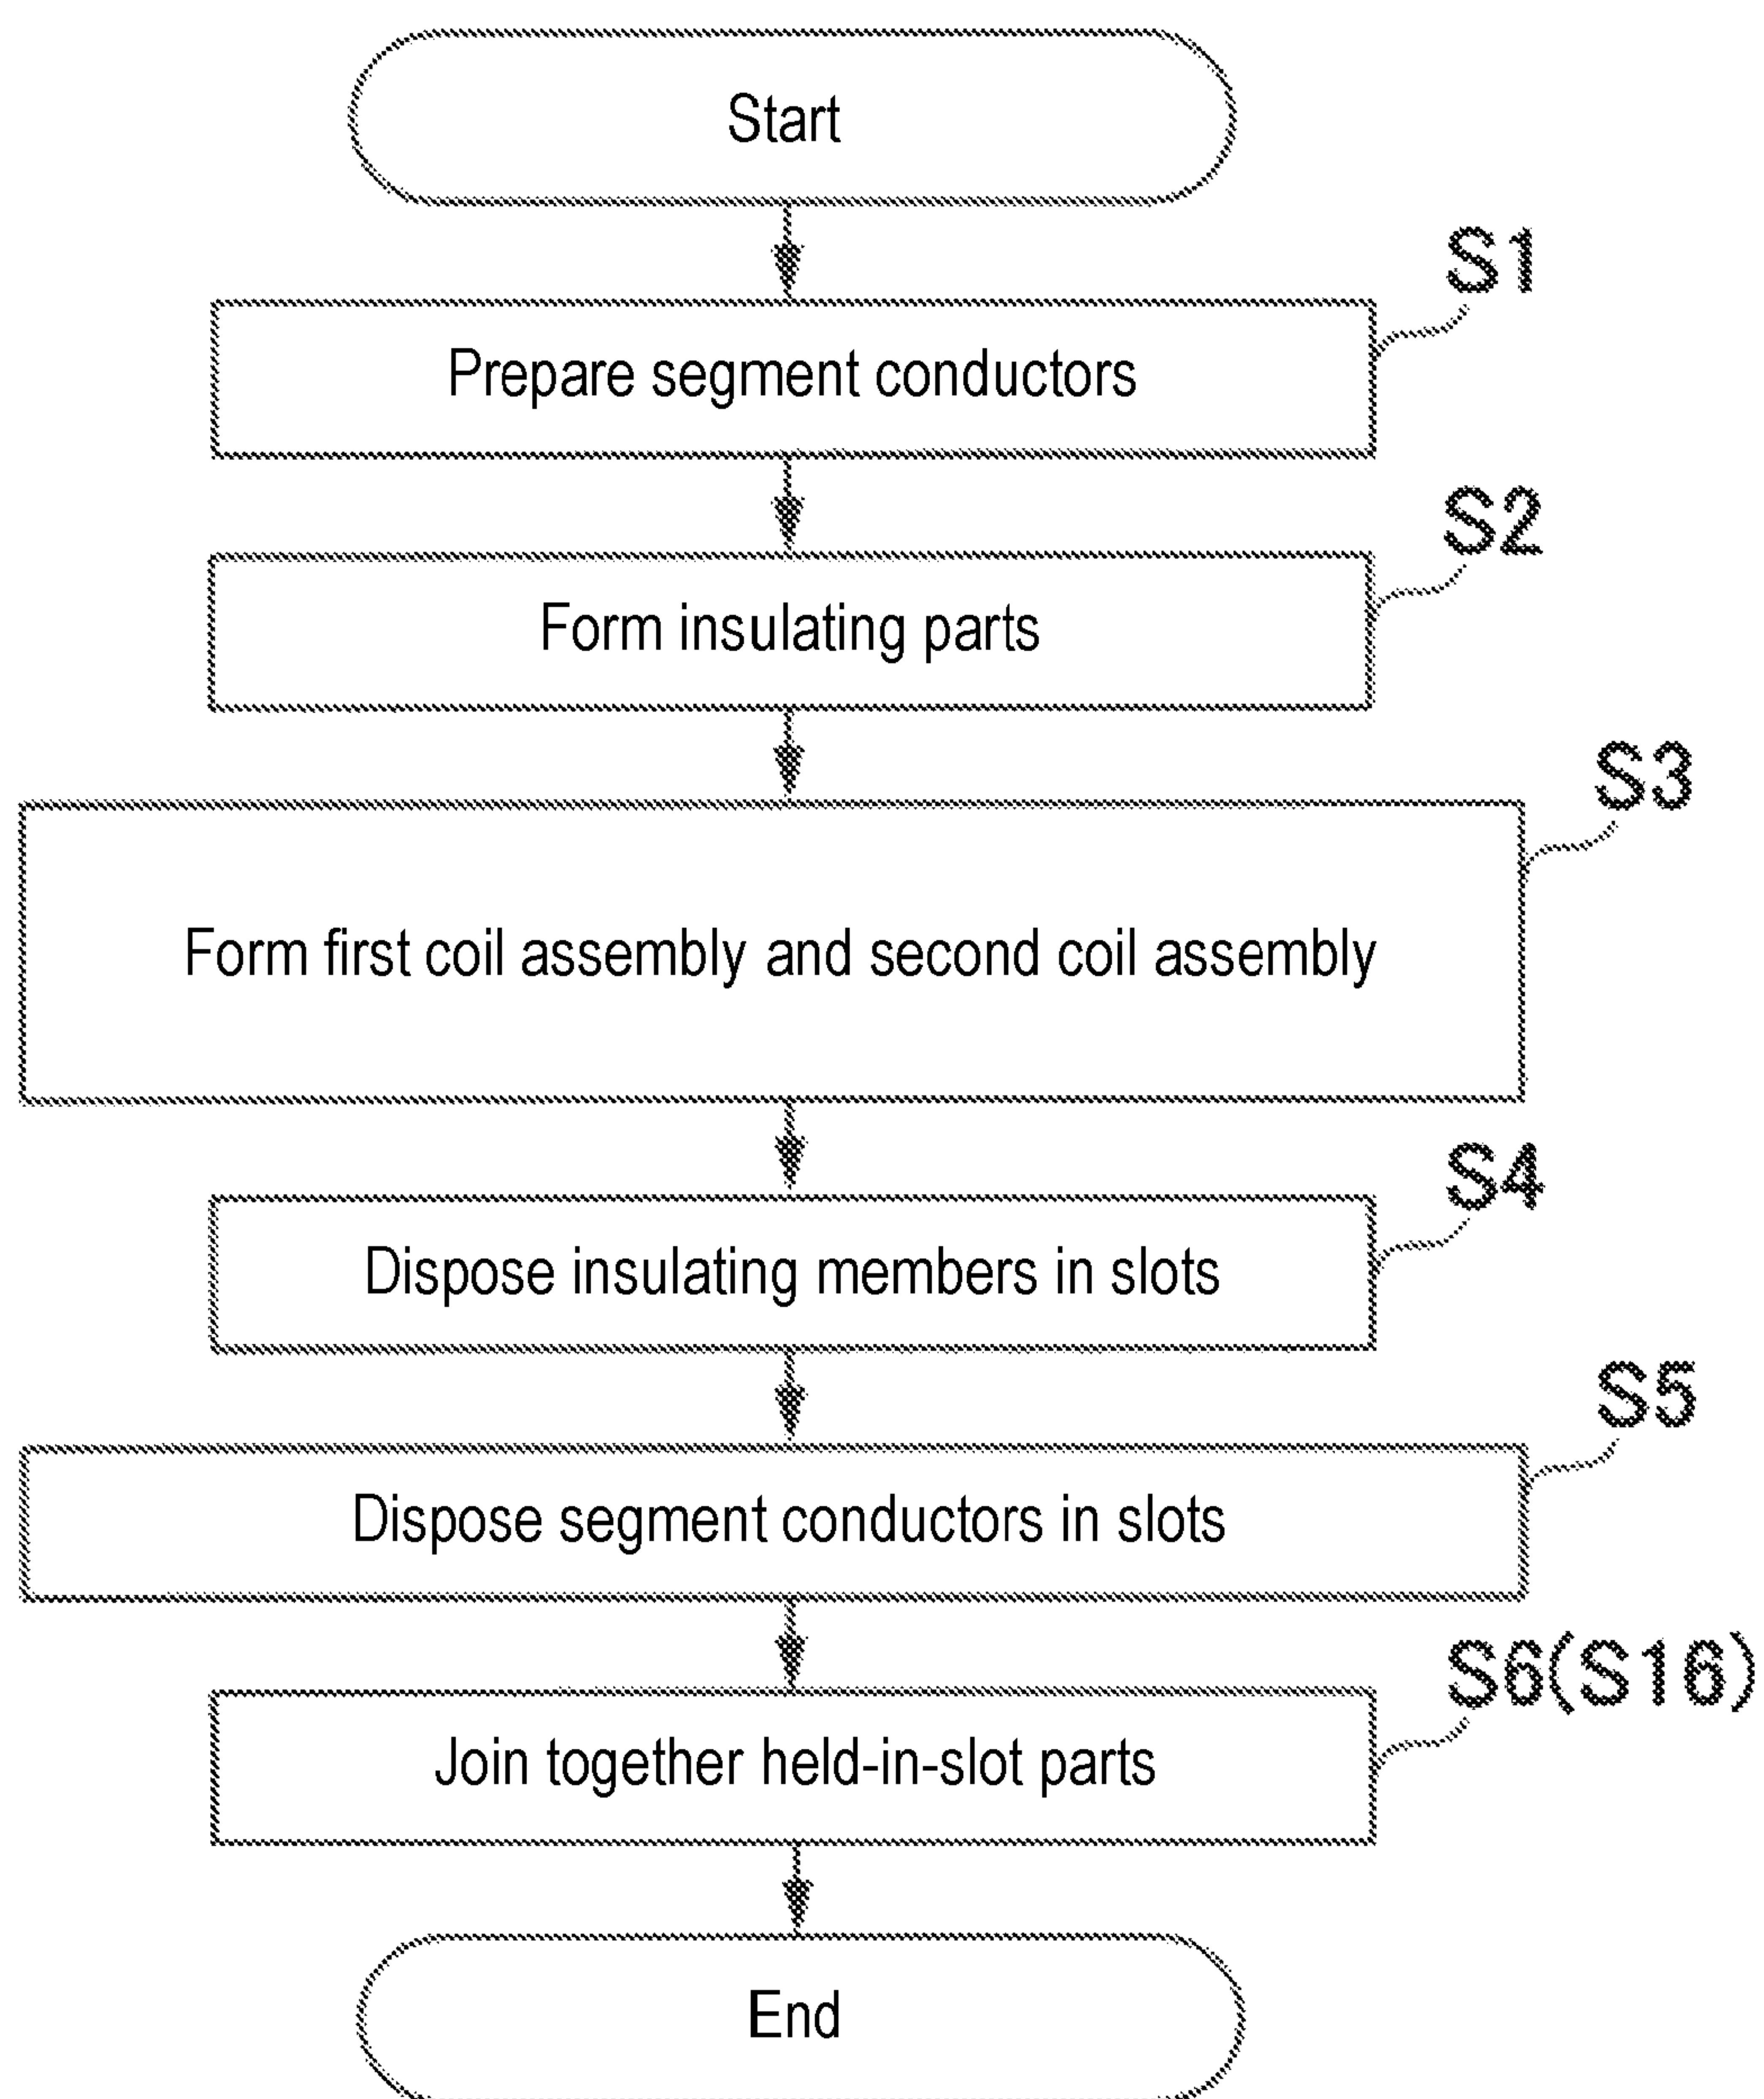 Start
S1
Prepare segment conductors
S2
Form insulating parts
S3
Form first coil assembly and second coil assembly
S4
Dispose insulating members in slots
S5
Dispose segment conductors in slots
S6(S16)
Join together held-in-slot parts
End